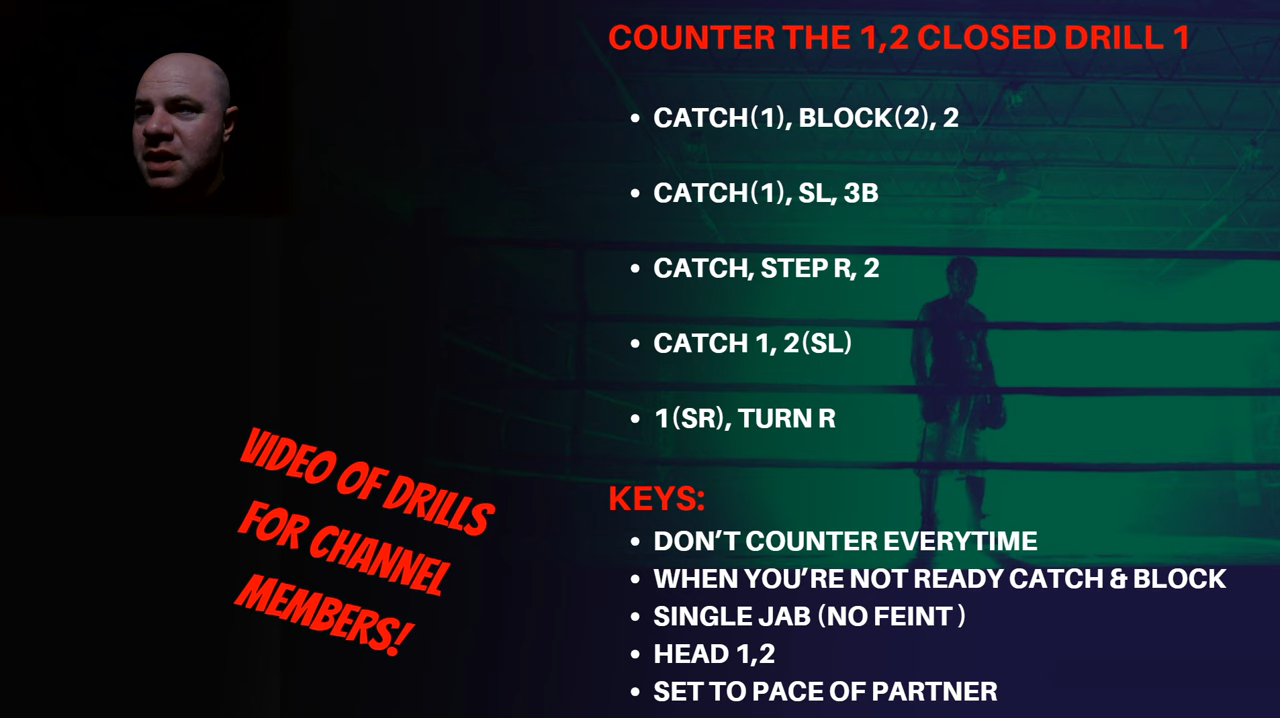 COUNTER THE 1,2 CLOSED DRILL 1
• CATCH(1), BLOCK(2), 2
• CATCH(1), SL, 3B
• CATCH, STEP R, 2
• CATCH 1, 2(SL)
• 1(SR), TURN R
KEYS:
• DON'T COUNTER EVERYTIME
• WHEN YOU'RE NOT READY CATCH & BLOCK
• SINGLE JAB (NO FEINT )
• HEAD 1,2
• SET TO PACE OF PARTNER
VIDEO OF DRILLS
FOR CHANNEL
MEMBERS!